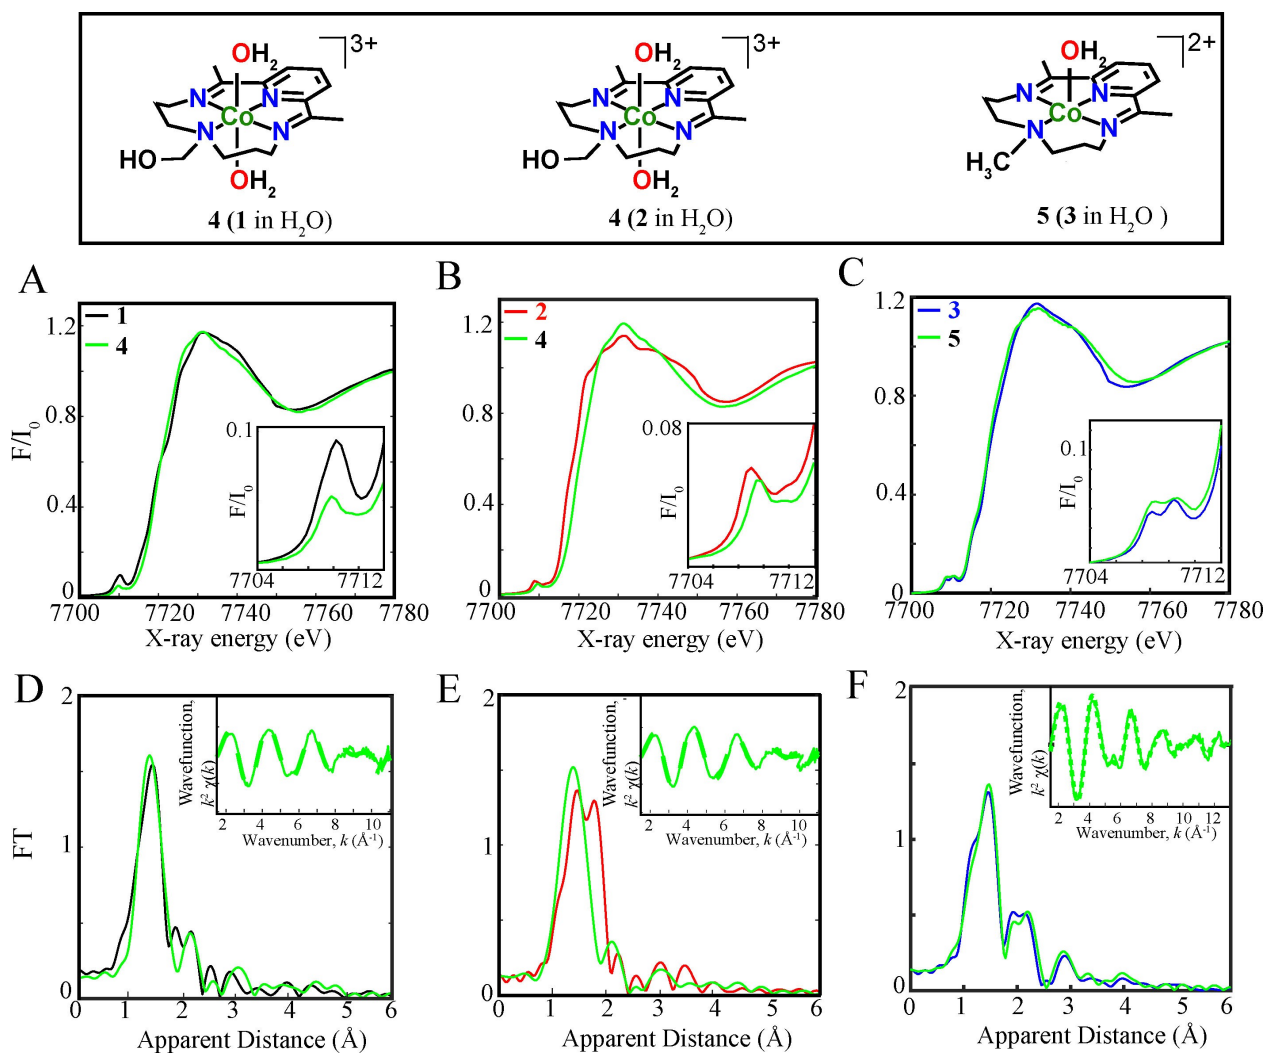 OH2
3+
N
N
Co
N
N
HO
OH2
4 (1 in H2O)
OH2
3+
N
N
Co
N
N
HO
OH2
4 (2 in H2O)
OH2
2+
N
N
Co
N
N
H3C
5 (3 in H2O )
A
1
4
1.2
0.8
0.4
0
F/I0
0.1
F/I0
7704
7712
7700
7720
7740
7760
7780
X-ray energy (eV)
B
2
4
1.2
0.8
0.4
0
0.08
F/I0
7704
7712
7700
7720
7740
7760
7780
X-ray energy (eV)
C
3
5
1.2
0.8
0.4
0
0.1
F/I0
7704
7712
7700
7720
7740
7760
7780
X-ray energy (eV)
D
2
1
0
FT
Wavefunction,
k2 χ(k)
2
4
6
8
10
Wavenumber, k (Å-1)
0
1
2
3
4
5
6
Apparent Distance (Å)
E
2
1
0
Wavefunction,
k2 χ(k)
2
4
6
8
10
Wavenumber, k (Å-1)
0
1
2
3
4
5
6
Apparent Distance (Å)
F
2
1
0
Wavefunction,
k2 χ(k)
2
4
6
8
10
12
Wavenumber, k (Å-1)
0
1
2
3
4
5
6
Apparent Distance (Å)